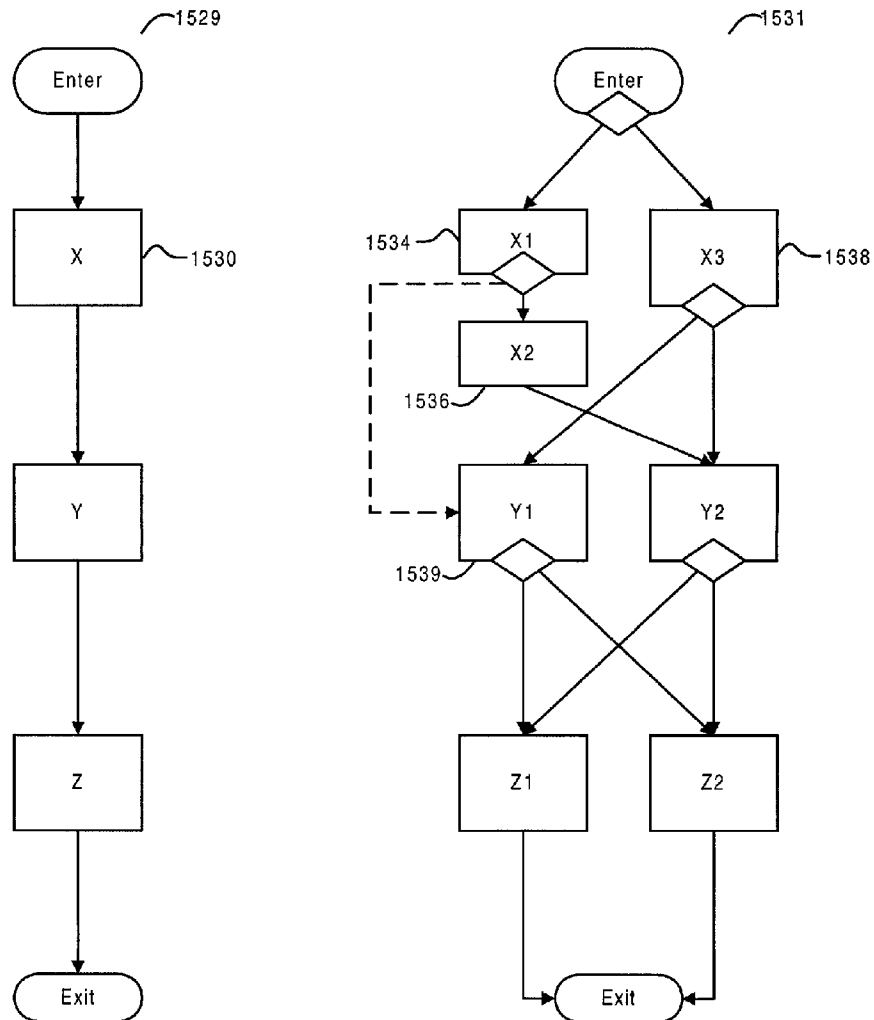 1529
Enter
X
1530
Y
Z
Exit
1531
Enter
1534
X1
X3
1538
X2
1536
Y1
Y2
1539
Z1
Z2
Exit